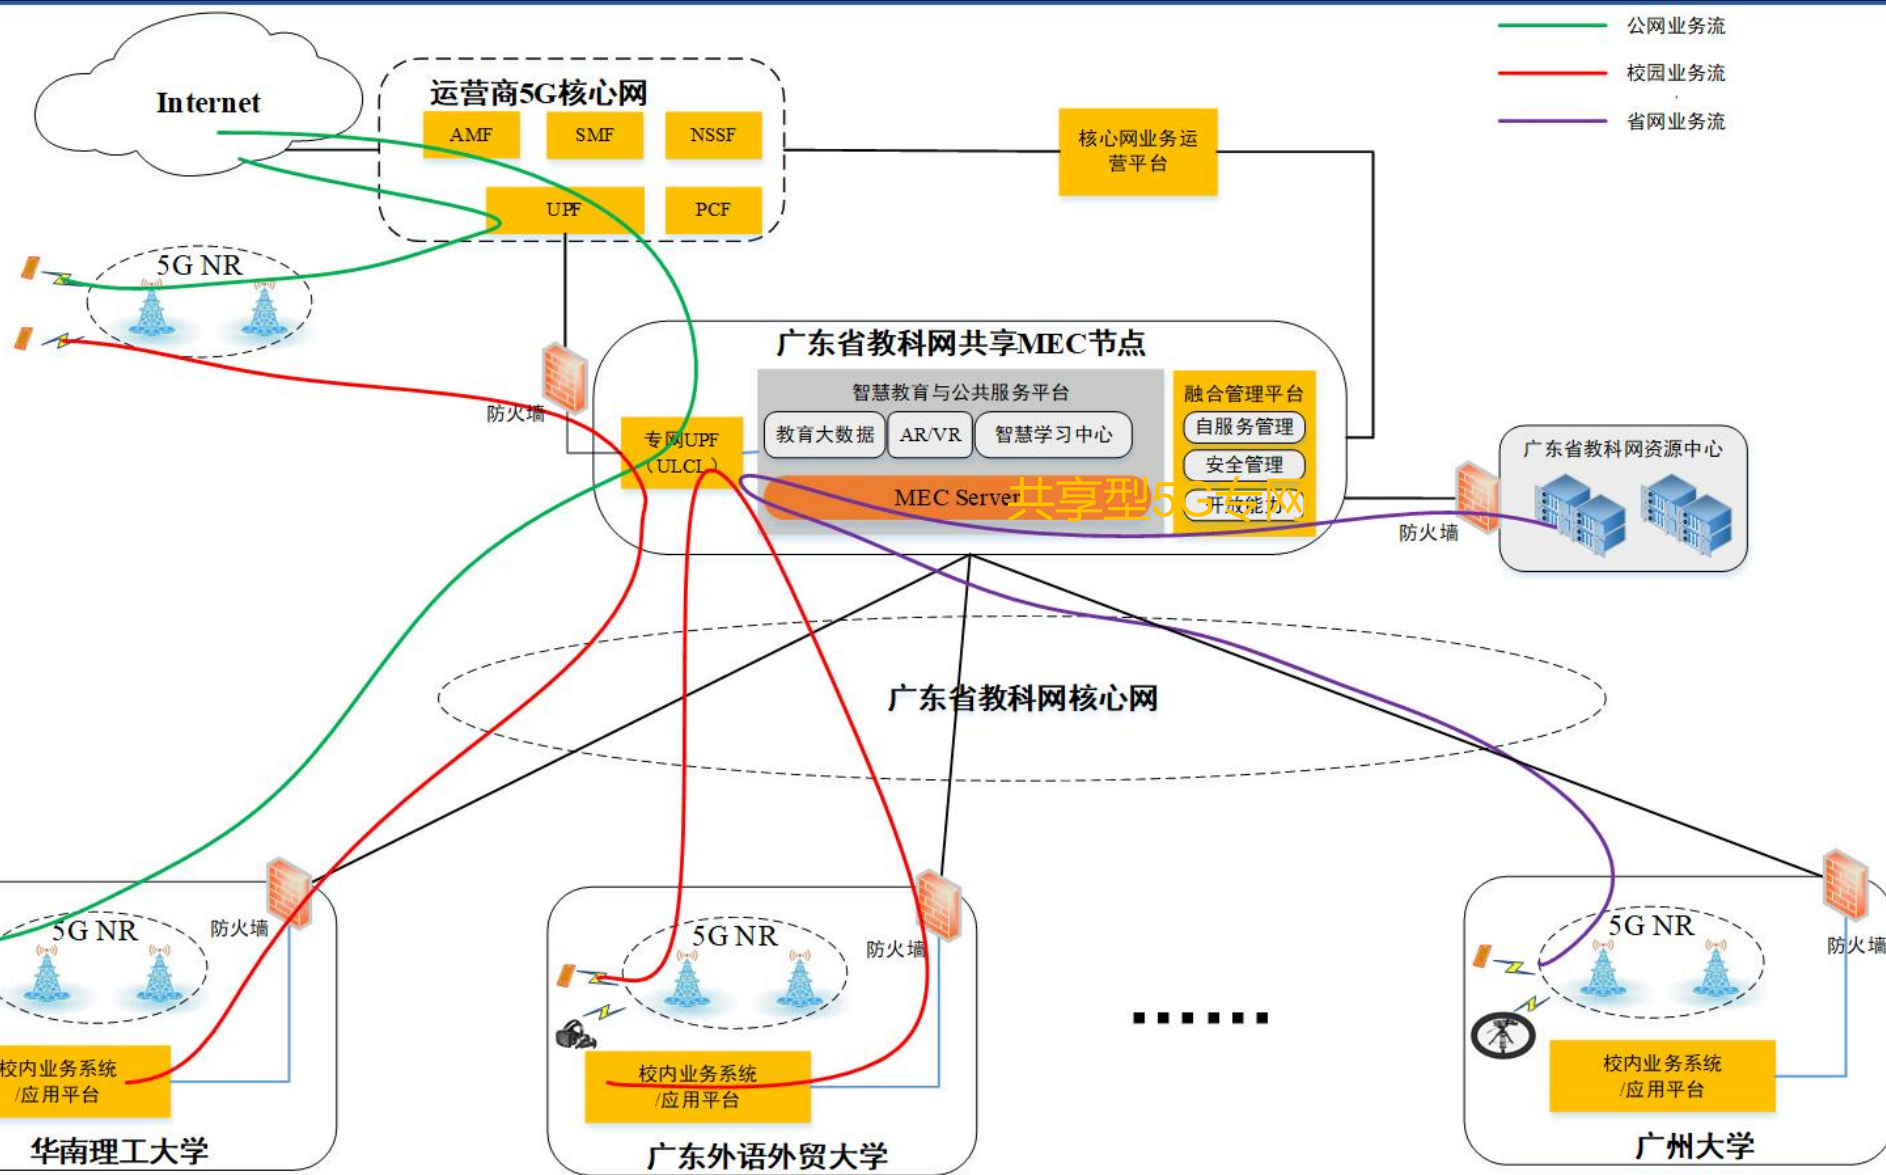 公网业务流
校园业务流
省网业务流
Internet
运营商5G核心网
AMF
SMF
NSSF
UPF
PCF
核心网业务运
营平台
5G NR
防火墙
广东省教科网共享MEC节点
专网UPF
（ULCL）
智慧教育与公共服务平台
教育大数据
AR/VR
智慧学习中心
MEC Server
融合管理平台
自服务管理
安全管理
开放能力
共享型5G专网
防火墙
广东省教科网资源中心
广东省教科网核心网
5G NR
防火墙
校内业务系统
/应用平台
华南理工大学
5G NR
防火墙
校内业务系统
/应用平台
广东外语外贸大学
......
5G NR
防火墙
校内业务系统
/应用平台
广州大学